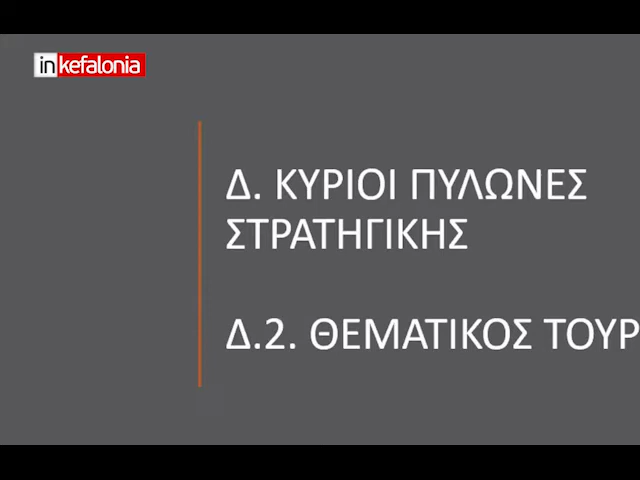 inkefalonia
Δ. ΚΥΡΙΟΙ ΠΥΛΩΝΕΣ
ΣΤΡΑΤΗΓΙΚΗΣ
Δ.2. ΘΕΜΑΤΙΚΟΣ ΤΟΥΡ